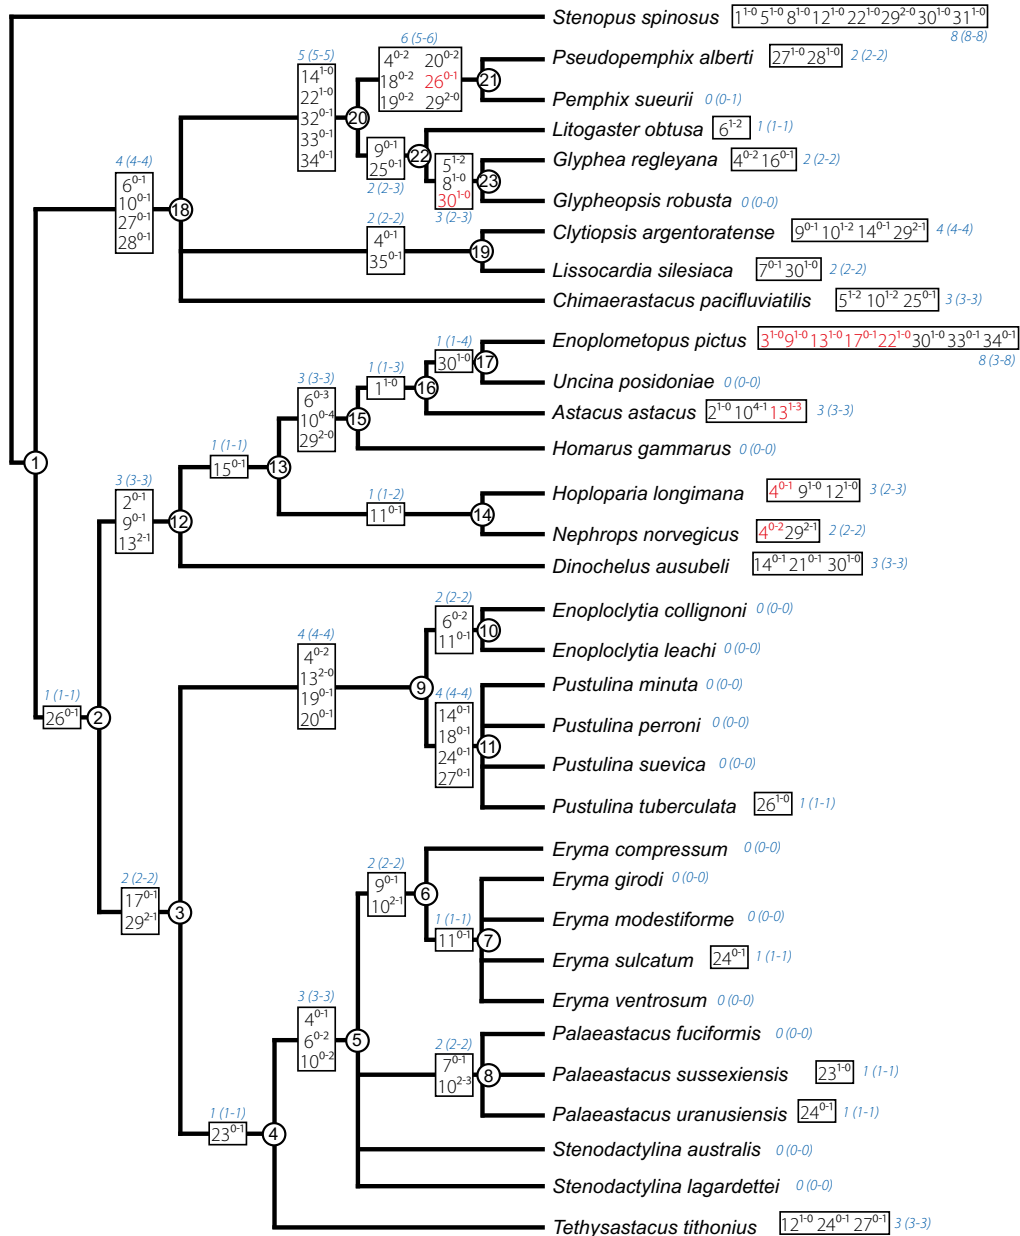 Stenopus spinosus 1¹⁻⁰ 5¹⁻⁰ 8¹⁻⁰ 12¹⁻⁰ 22¹⁻⁰ 29²⁻⁰ 30¹⁻⁰ 31¹⁻⁰
8 (8-8)
6 (5-6)
4⁰⁻² 20⁰⁻²
18⁰⁻² 26⁰⁻¹
19⁰⁻² 29²⁻⁰
21
Pseudopemphix alberti 27¹⁻⁰ 28¹⁻⁰ 2 (2-2)
Pemphix sueurii 0 (0-1)
5 (5-5)
14¹⁻⁰
22¹⁻⁰
32⁰⁻¹
33⁰⁻¹
34⁰⁻¹
20
Litogaster obtusa 6¹⁻² 1 (1-1)
9⁰⁻¹
25⁰⁻¹
2 (2-3)
22
5¹⁻²
8¹⁻⁰
30¹⁻⁰
3 (2-3)
23
Glyphea regleyana 4⁰⁻² 16⁰⁻¹ 2 (2-2)
Glypheopsis robusta 0 (0-0)
4 (4-4)
6⁰⁻¹
10⁰⁻¹
27⁰⁻¹
28⁰⁻¹
18
2 (2-2)
4⁰⁻¹
35⁰⁻¹
19
Clytiopsis argentoratense 9⁰⁻¹ 10¹⁻² 14⁰⁻¹ 29²⁻¹ 4 (4-4)
Lissocardia silesiaca 7⁰⁻¹ 30¹⁻⁰ 2 (2-2)
Chimaerastacus pacifluviatilis 5¹⁻² 10¹⁻² 25⁰⁻¹ 3 (3-3)
1
1 (1-4)
30¹⁻⁰
17
Enoplometopus pictus 3¹⁻⁰ 9¹⁻⁰ 13¹⁻⁰ 17⁰⁻¹ 22¹⁻⁰ 30¹⁻⁰ 33⁰⁻¹ 34⁰⁻¹
8 (3-8)
Uncina posidoniae 0 (0-0)
1 (1-3)
1¹⁻⁰
16
Astacus astacus 2¹⁻⁰ 10⁴⁻¹ 13¹⁻³ 3 (3-3)
3 (3-3)
6⁰⁻³
10⁰⁻⁴
29²⁻⁰
15
Homarus gammarus 0 (0-0)
1 (1-1)
15⁰⁻¹
13
1 (1-2)
11⁰⁻¹
14
Hoploparia longimana 4⁰⁻¹ 9¹⁻⁰ 12¹⁻⁰ 3 (2-3)
Nephrops norvegicus 4⁰⁻² 29²⁻¹ 2 (2-2)
3 (3-3)
2⁰⁻¹
9⁰⁻¹
13²⁻¹
12
Dinochelus ausubeli 14⁰⁻¹ 21⁰⁻¹ 30¹⁻⁰ 3 (3-3)
1 (1-1)
26⁰⁻¹
2
2 (2-2)
6⁰⁻²
11⁰⁻¹
10
Enoploclytia collignoni 0 (0-0)
Enoploclytia leachi 0 (0-0)
4 (4-4)
4⁰⁻²
13²⁻⁰
19⁰⁻¹
20⁰⁻¹
9
4 (4-4)
14⁰⁻¹
18⁰⁻¹
24⁰⁻¹
27⁰⁻¹
11
Pustulina minuta 0 (0-0)
Pustulina perroni 0 (0-0)
Pustulina suevica 0 (0-0)
Pustulina tuberculata 26¹⁻⁰ 1 (1-1)
2 (2-2)
17⁰⁻¹
29²⁻¹
3
2 (2-2)
9⁰⁻¹
10²⁻¹
6
Eryma compressum 0 (0-0)
1 (1-1)
11⁰⁻¹
7
Eryma girodi 0 (0-0)
Eryma modestiforme 0 (0-0)
Eryma sulcatum 24⁰⁻¹ 1 (1-1)
Eryma ventrosum 0 (0-0)
3 (3-3)
4⁰⁻¹
6⁰⁻²
10⁰⁻²
5
2 (2-2)
7⁰⁻¹
10²⁻³
8
Palaeastacus fuciformis 0 (0-0)
Palaeastacus sussexiensis 23¹⁻⁰ 1 (1-1)
Palaeastacus uranusiensis 24⁰⁻¹ 1 (1-1)
1 (1-1)
23⁰⁻¹
4
Stenodactylina australis 0 (0-0)
Stenodactylina lagardettei 0 (0-0)
Tethysastacus tithonius 12¹⁻⁰ 24⁰⁻¹ 27⁰⁻¹ 3 (3-3)